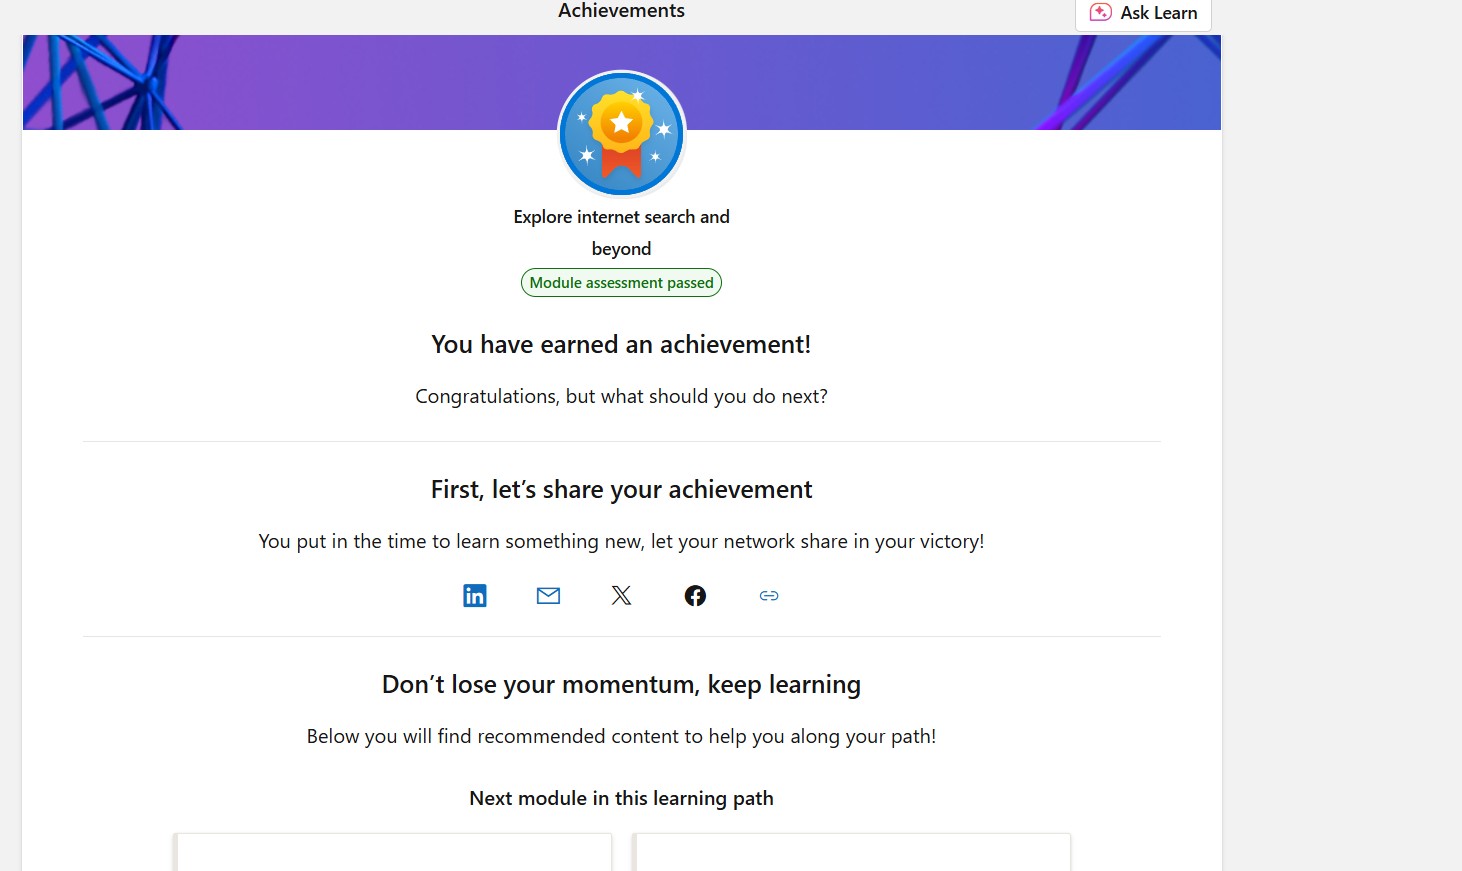 Achievements
Ask Learn
Explore internet search and
beyond
Module assessment passed
You have earned an achievement!
Congratulations, but what should you do next?
First, let’s share your achievement
You put in the time to learn something new, let your network share in your victory!
in
Don’t lose your momentum, keep learning
Below you will find recommended content to help you along your path!
Next module in this learning path